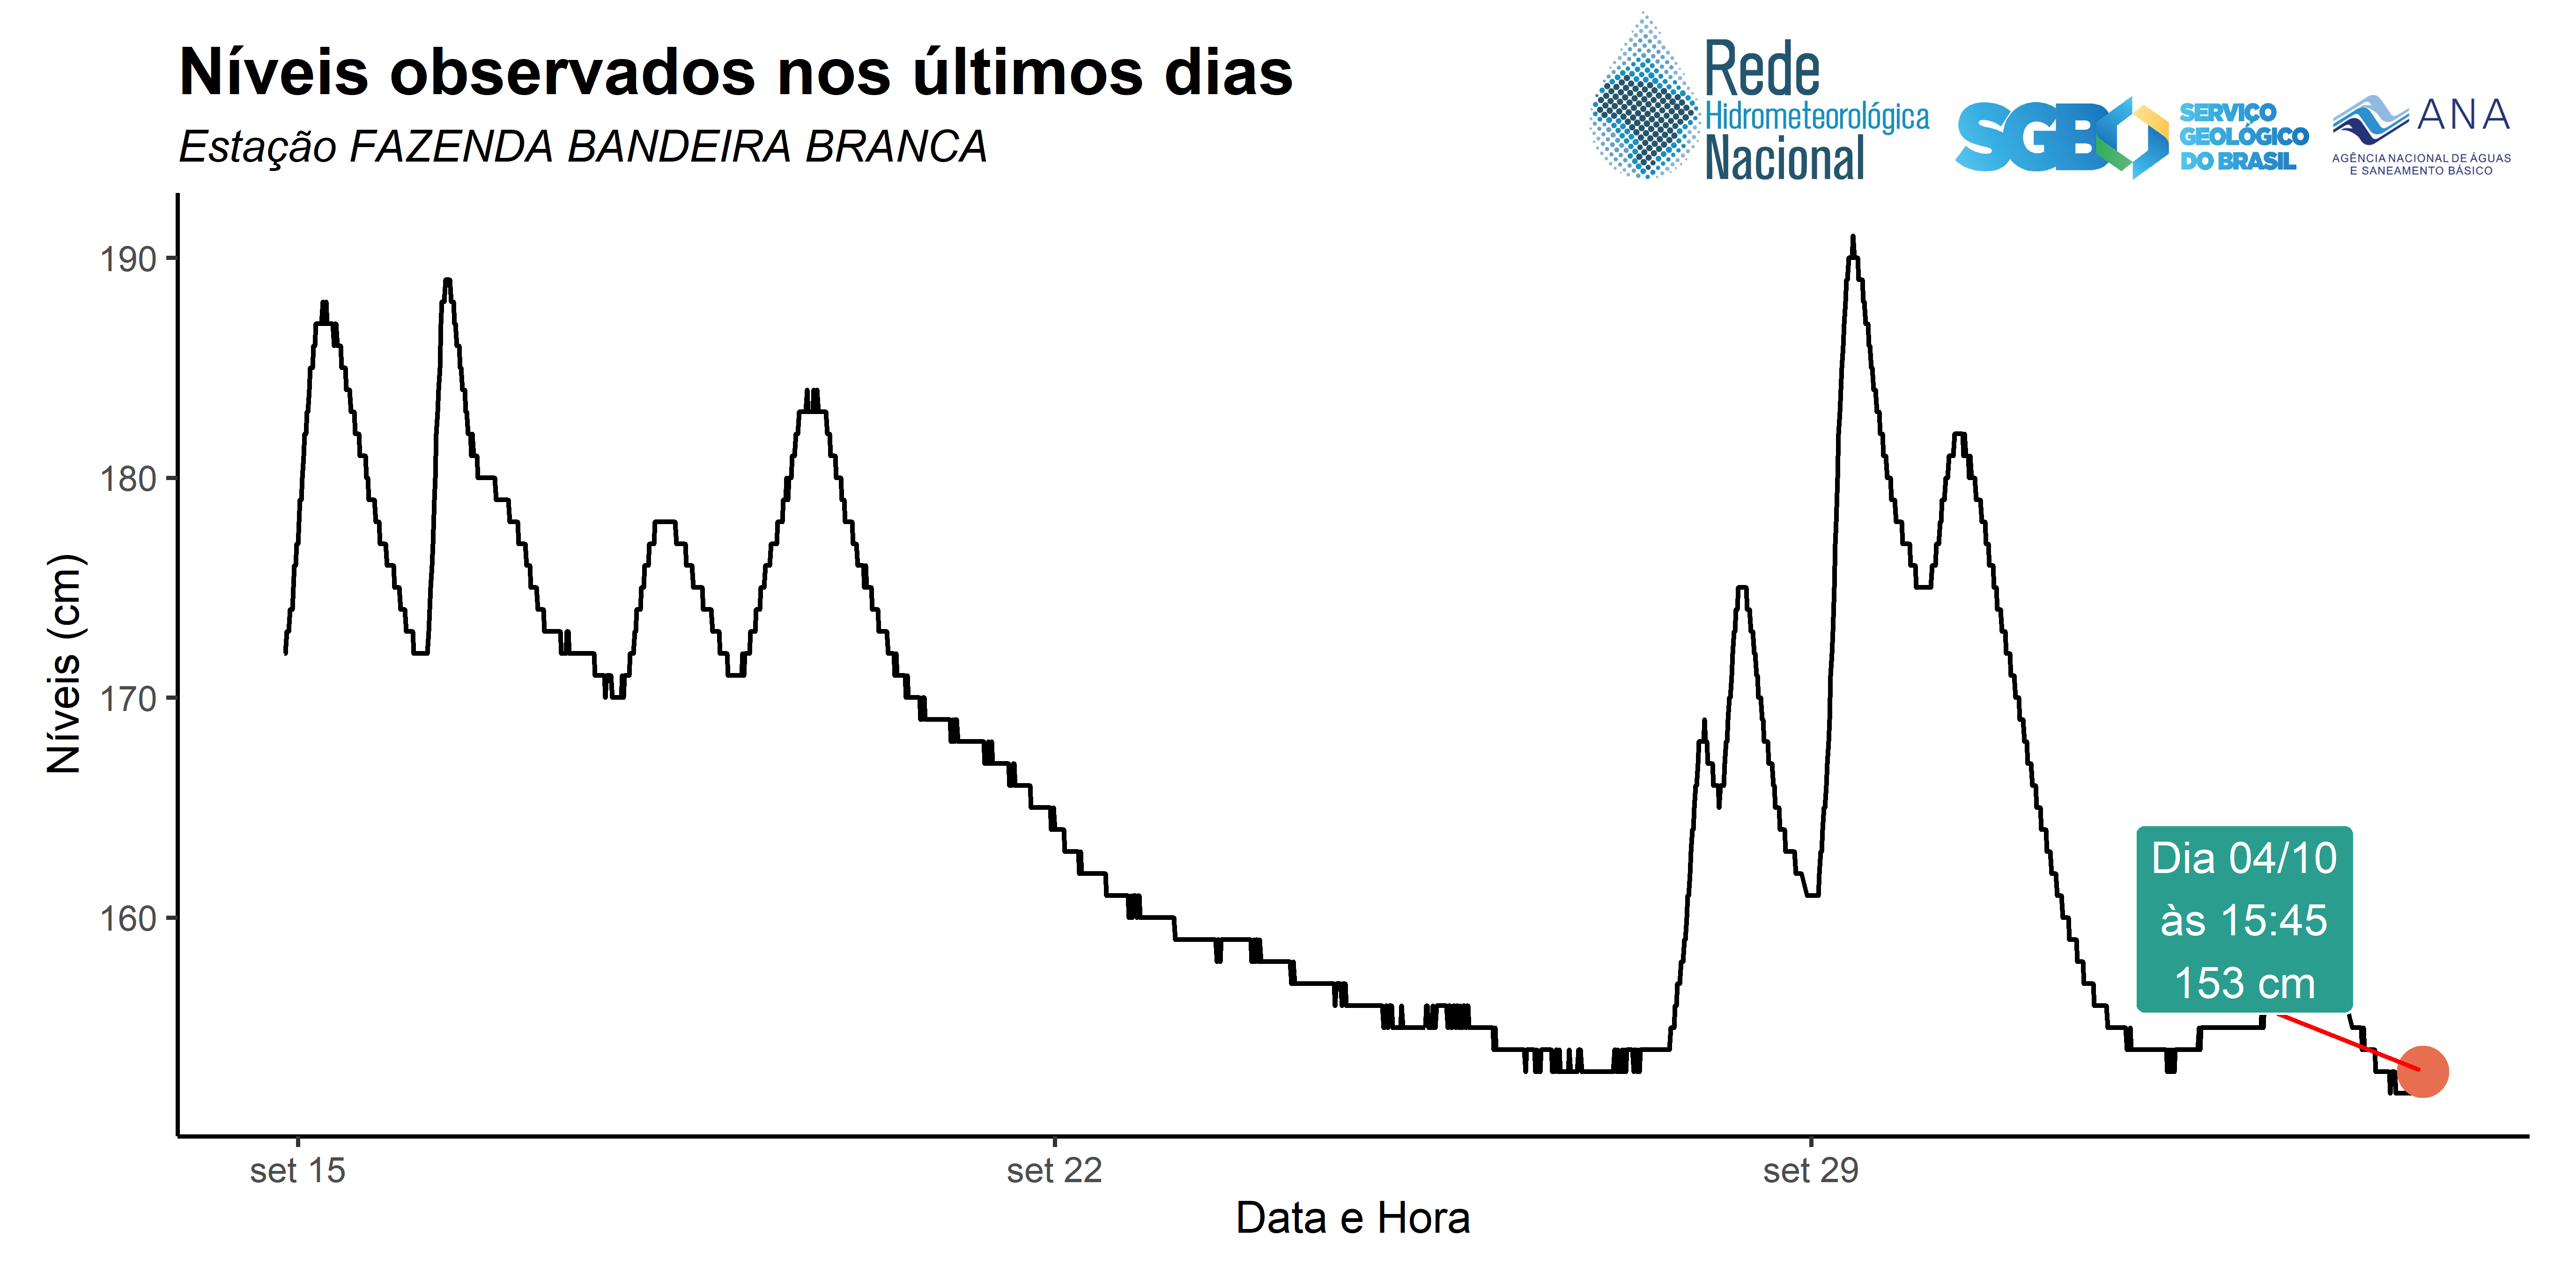 Níveis observados nos últimos dias
Estação FAZENDA BANDEIRA BRANCA
Rede
Hidrometeorológica
Nacional
SGB
SERVIÇO
GEOLÓGICO
DO BRASIL
ANA
AGÊNCIA NACIONAL DE ÁGUAS
E SANEAMENTO BÁSICO
Níveis (cm)
190
180
170
160
Dia 04/10
às 15:45
153 cm
set 15
set 22
set 29
Data e Hora